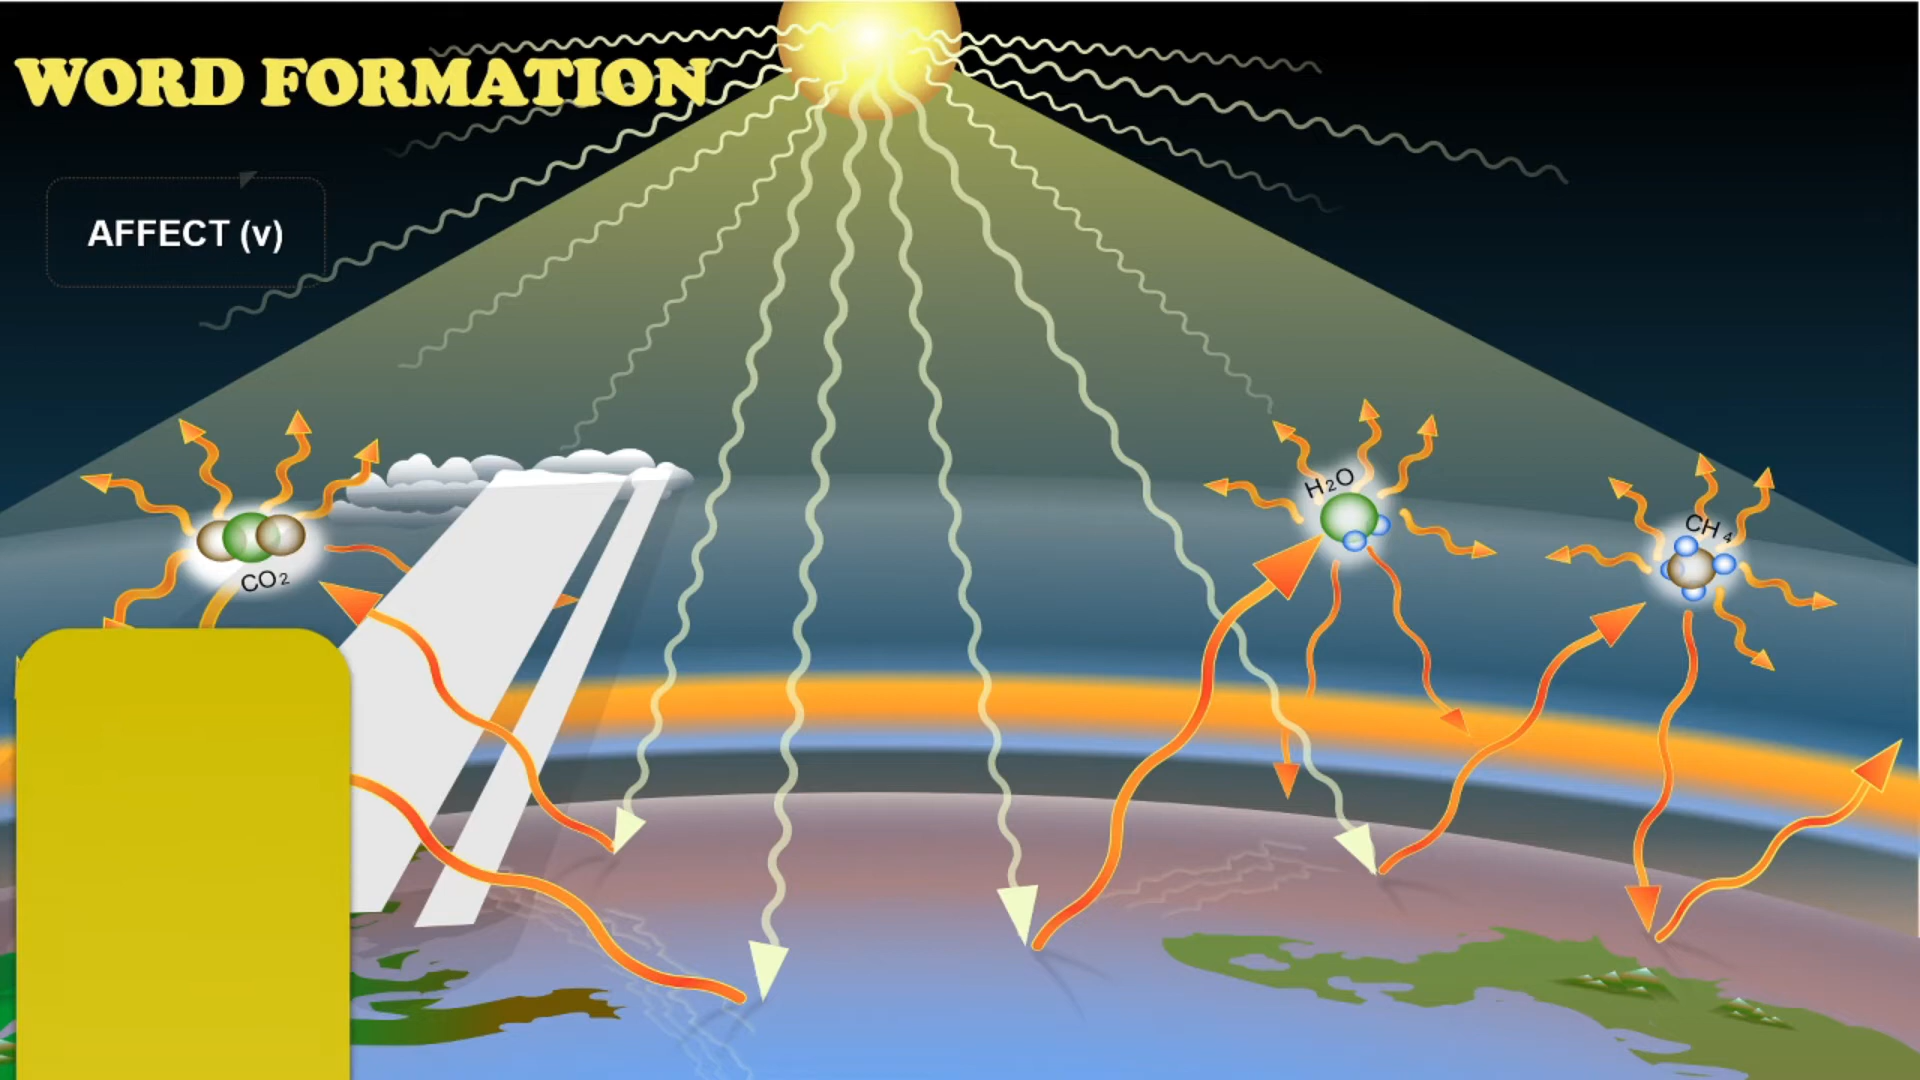 WORD FORMATION
AFFECT (v)
H₂O
CH₄
CO₂